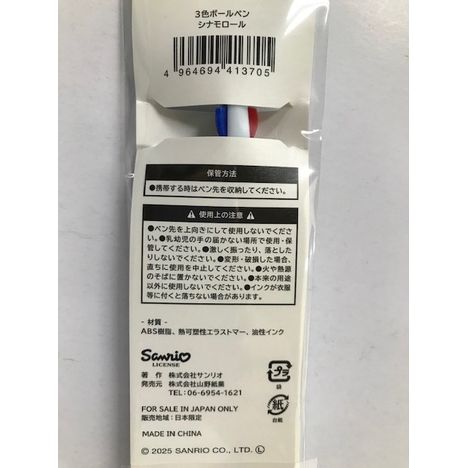 3色ボールペン
シナモロール
4 964694 413705
保管方法
●携帯する時はペン先を収納してください。
⚠ 使用上の注意 ⚠
●ペン先を上向きにして使用しないでくださ
い。●乳幼児の手の届かない場所で使用・保
管してください。●激しく振ったり、落とした
りしないでください。●変形・破損した場合、
直ちに使用を中止してください。●火や熱源
のそばに置かないでください。●本来の用途
以外に使用しないでください。●インクが衣服
等に付くと落ちない場合があります。
- 材質 -
ABS樹脂、熱可塑性エラストマー、油性インク
Sanrio
LICENSE
著作 株式会社サンリオ
発売元 株式会社山野紙業
TEL:06-6954-1621
プラ
袋
紙
台紙
FOR SALE IN JAPAN ONLY
販売地域：日本限定
MADE IN CHINA
© 2025 SANRIO CO., LTD. Ⓛ